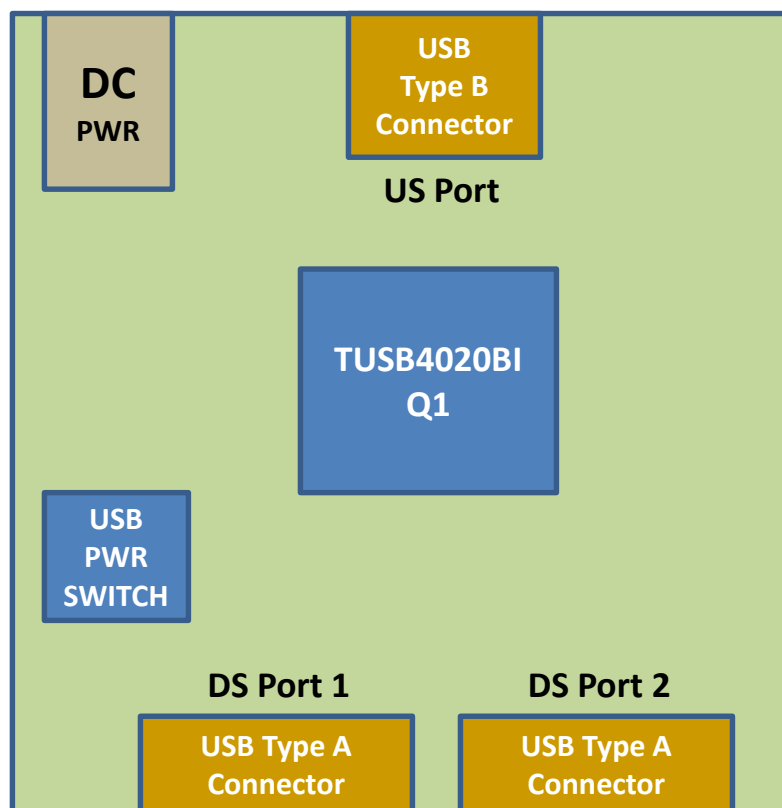 DC
PWR
USB
Type B
Connector
US Port
TUSB4020BI
Q1
USB
PWR
SWITCH
DS Port 1
DS Port 2
USB Type A
Connector
USB Type A
Connector